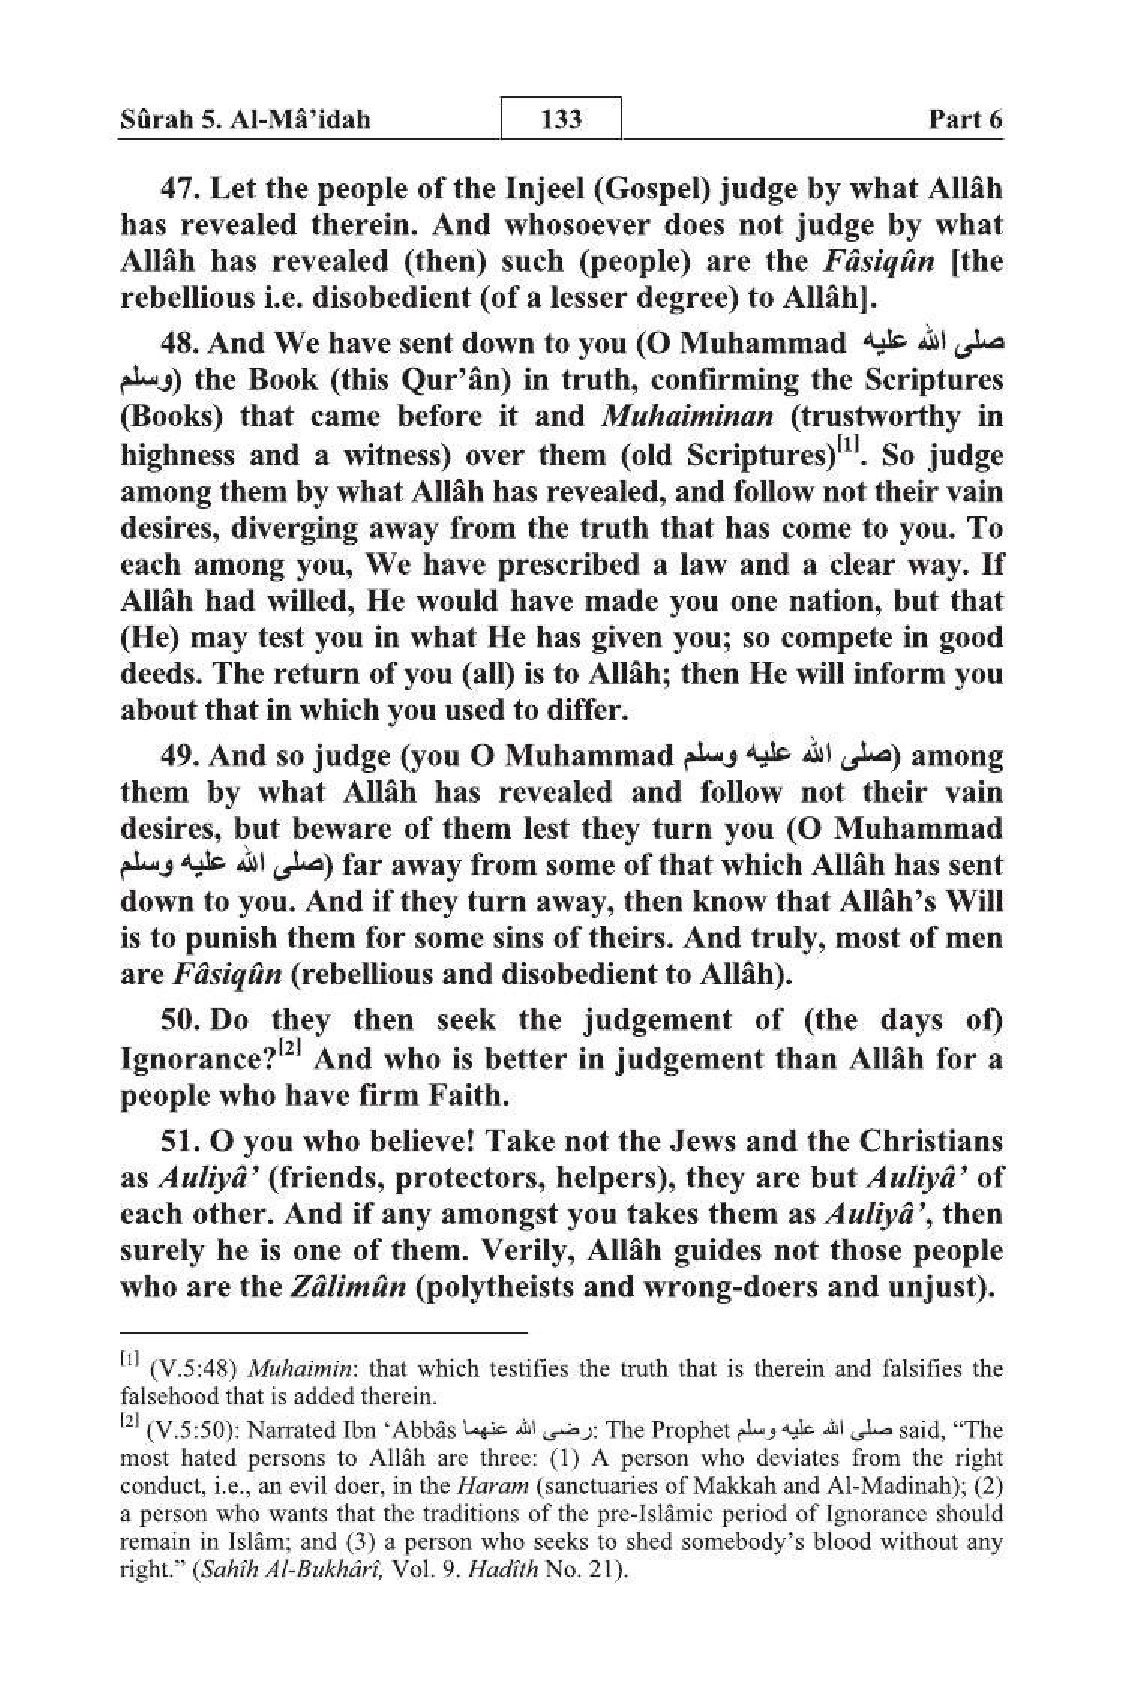 Sûrah 5. Al-Mâ’idah 133 Part 6
47. Let the people of the Injeel (Gospel) judge by what Allâh
has revealed therein. And whosoever does not judge by what
Allâh has revealed (then) such (people) are the Fâsiqûn [the
rebellious i.e. disobedient (of a lesser degree) to Allâh].
48. And We have sent down to you (O Muhammad صلى الله عليه
وسلم) the Book (this Qur’ân) in truth, confirming the Scriptures
(Books) that came before it and Muhaiminan (trustworthy in
highness and a witness) over them (old Scriptures)[1]. So judge
among them by what Allâh has revealed, and follow not their vain
desires, diverging away from the truth that has come to you. To
each among you, We have prescribed a law and a clear way. If
Allâh had willed, He would have made you one nation, but that
(He) may test you in what He has given you; so compete in good
deeds. The return of you (all) is to Allâh; then He will inform you
about that in which you used to differ.
49. And so judge (you O Muhammad صلى الله عليه وسلم) among
them by what Allâh has revealed and follow not their vain
desires, but beware of them lest they turn you (O Muhammad
صلى الله عليه وسلم) far away from some of that which Allâh has sent
down to you. And if they turn away, then know that Allâh’s Will
is to punish them for some sins of theirs. And truly, most of men
are Fâsiqûn (rebellious and disobedient to Allâh).
50. Do they then seek the judgement of (the days of)
Ignorance?[2] And who is better in judgement than Allâh for a
people who have firm Faith.
51. O you who believe! Take not the Jews and the Christians
as Auliyâ’ (friends, protectors, helpers), they are but Auliyâ’ of
each other. And if any amongst you takes them as Auliyâ’, then
surely he is one of them. Verily, Allâh guides not those people
who are the Zâlimûn (polytheists and wrong-doers and unjust).
[1] (V.5:48) Muhaimin: that which testifies the truth that is therein and falsifies the
falsehood that is added therein.
[2] (V.5:50): Narrated Ibn ‘Abbâs رضى الله عنهما: The Prophet صلى الله عليه وسلم said, “The
most hated persons to Allâh are three: (1) A person who deviates from the right
conduct, i.e., an evil doer, in the Haram (sanctuaries of Makkah and Al-Madinah); (2)
a person who wants that the traditions of the pre-Islâmic period of Ignorance should
remain in Islâm; and (3) a person who seeks to shed somebody’s blood without any
right.” (Sahîh Al-Bukhârî, Vol. 9. Hadîth No. 21).